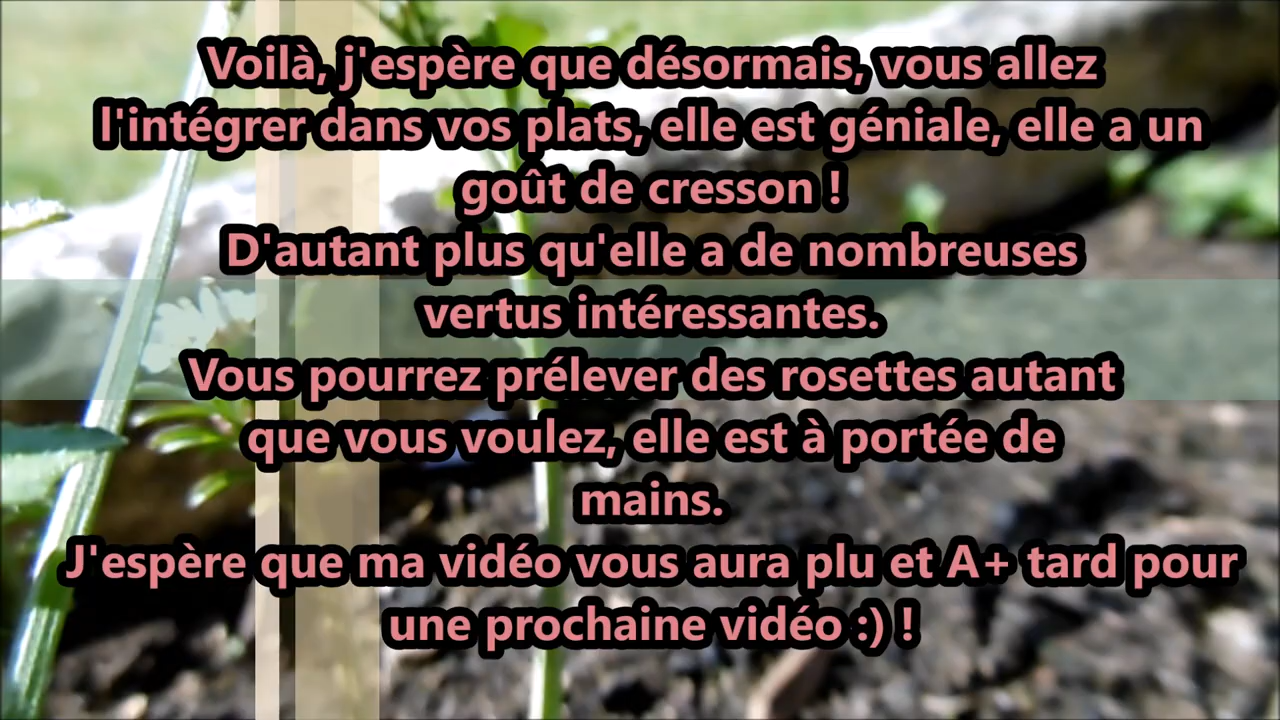 Voilà, j'espère que désormais, vous allez
l'intégrer dans vos plats, elle est géniale, elle a un
goût de cresson !
D'autant plus qu'elle a de nombreuses
vertus intéressantes.
Vous pourrez prélever des rosettes autant
que vous voulez, elle est à portée de
mains.
J'espère que ma vidéo vous aura plu et A+ tard pour
une prochaine vidéo :) !